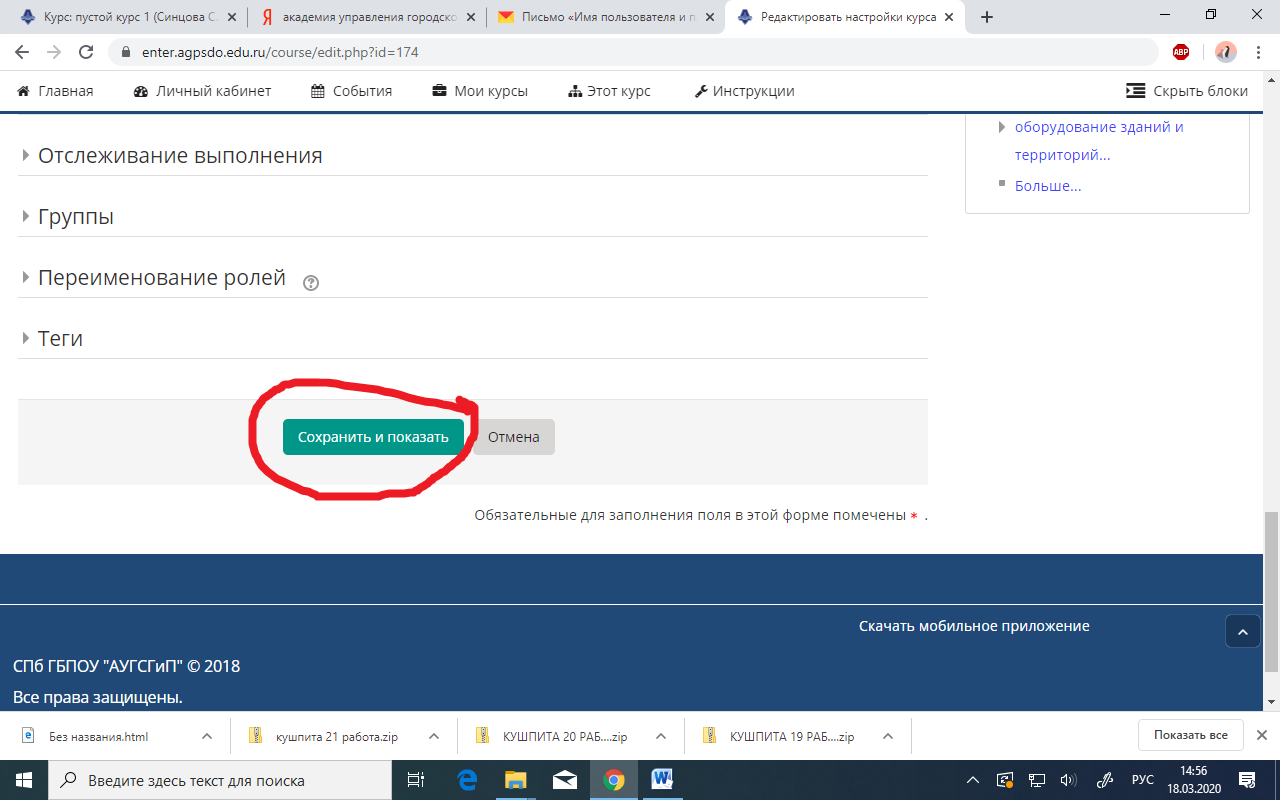 Курс: пустой курс 1 (Синцова С.
академия управления городско
Письмо «Имя пользователя и п
Редактировать настройки курса
enter.agpsdo.edu.ru/course/edit.php?id=174
ABP
Главная
Личный кабинет
События
Мои курсы
Этот курс
Инструкции
Скрыть блоки
оборудование зданий и
территорий...
Больше...
Отслеживание выполнения
Группы
Переименование ролей
Теги
Сохранить и показать
Отмена
Обязательные для заполнения поля в этой форме помечены * .
Скачать мобильное приложение
СПб ГБПОУ "АУГСГиП" © 2018
Все права защищены.
Без названия.html
кушпита 21 работа.zip
КУШПИТА 20 РАБ....zip
КУШПИТА 19 РАБ....zip
Показать все
Введите здесь текст для поиска
РУС
14:56
18.03.2020